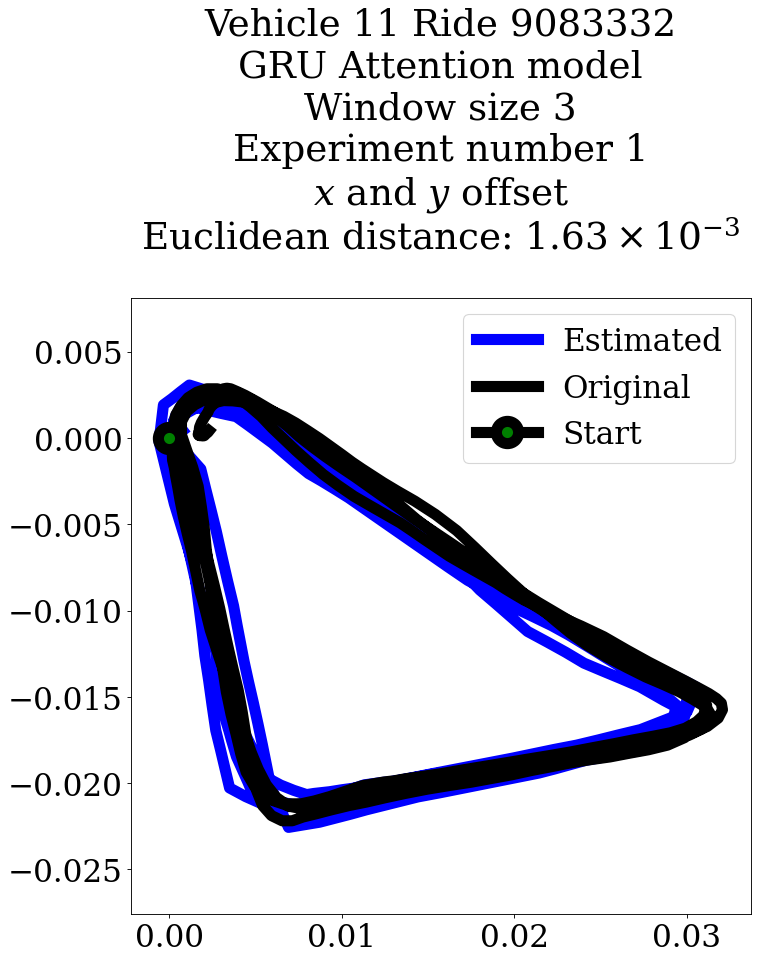 Vehicle 11 Ride 9083332
GRU Attention model
Window size 3
Experiment number 1
x and y offset
Euclidean distance: 1.63 × 10⁻³
Estimated
Original
Start
0.005
0.000
−0.005
−0.010
−0.015
−0.020
−0.025
0.00 0.01 0.02 0.03